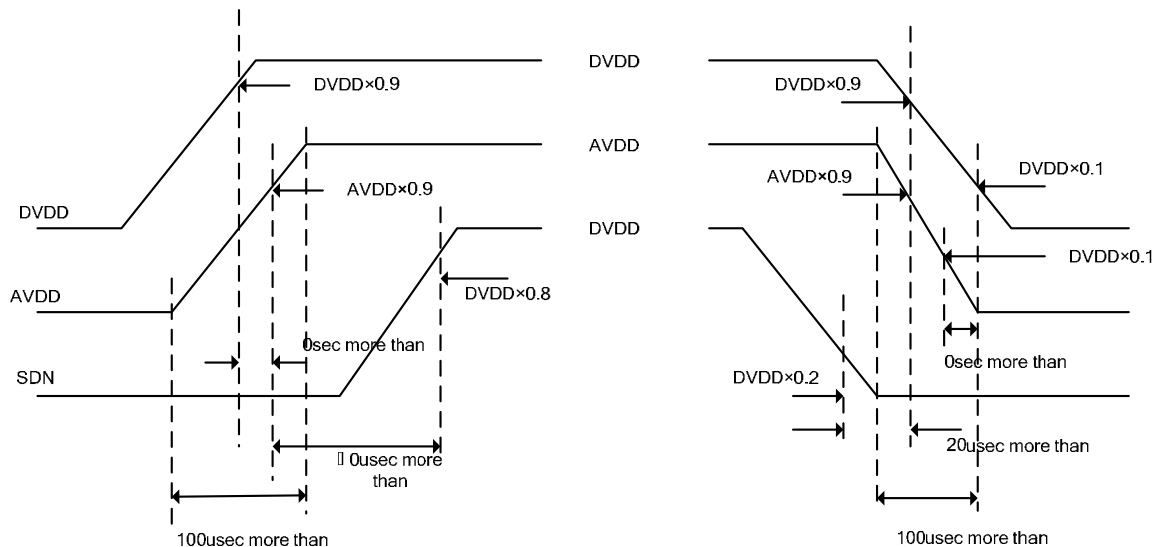 DVDD
DVDD×0.9
DVDD×0.9
AVDD
DVDD×0.1
AVDD×0.9
AVDD×0.9
DVDD
DVDD
DVDD×0.1
AVDD
DVDD×0.8
0sec more than
0sec more than
SDN
DVDD×0.2
20usec more than
0usec more
than
100usec more than
100usec more than